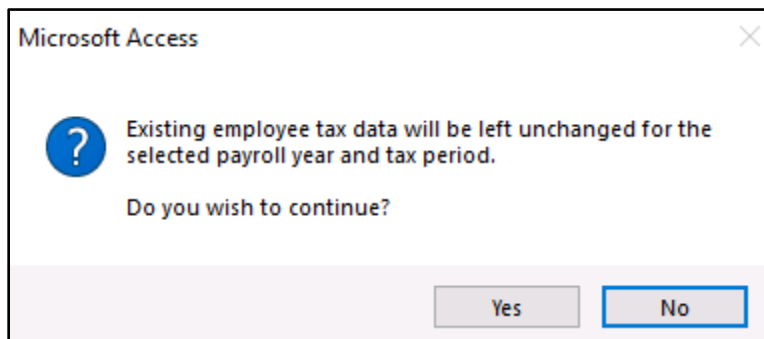 Microsoft Access
Existing employee tax data will be left unchanged for the
selected payroll year and tax period.
Do you wish to continue?
Yes No